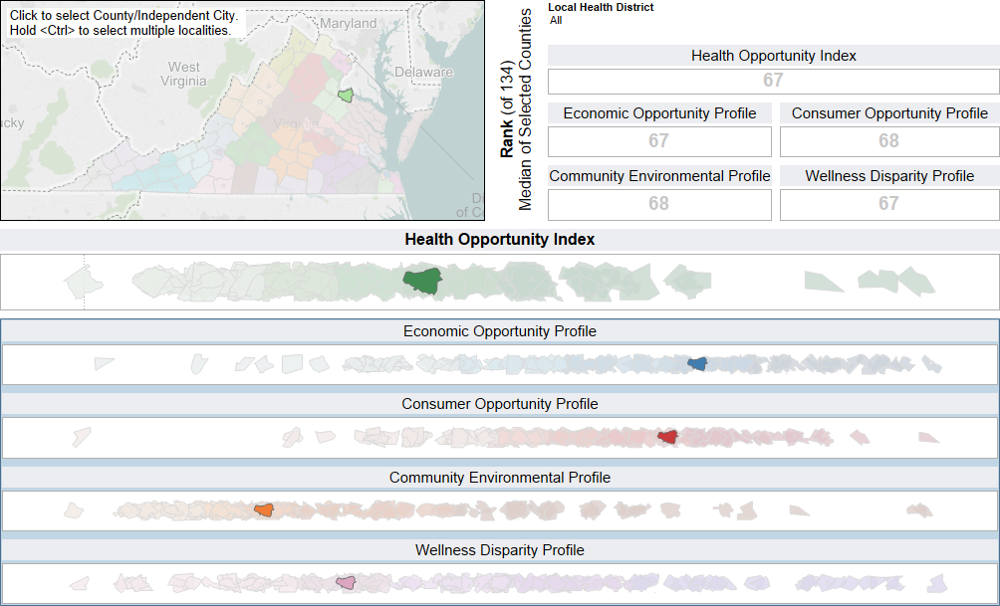 Click to select County/Independent City.
Hold <Ctrl> to select multiple localities.
Maryland
West
Virginia
Delaware
cky
Virginia
D
of C
Rank (of 134)
Median of Selected Counties
Local Health District
All
Health Opportunity Index
67
Economic Opportunity Profile
Consumer Opportunity Profile
67
68
Community Environmental Profile
Wellness Disparity Profile
68
67
Health Opportunity Index
Economic Opportunity Profile
Consumer Opportunity Profile
Community Environmental Profile
Wellness Disparity Profile